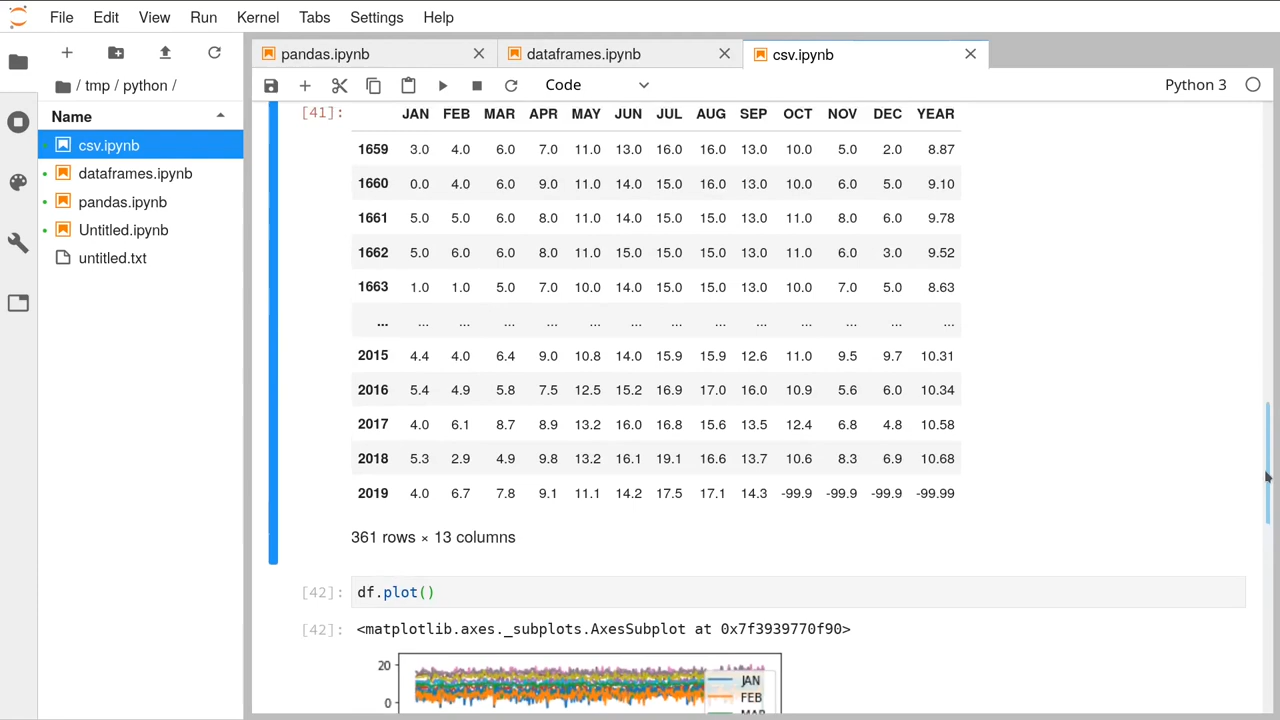 File Edit View Run Kernel Tabs Settings Help
pandas.ipynb dataframes.ipynb csv.ipynb
/ tmp / python /
Code Python 3
Name
csv.ipynb
dataframes.ipynb
pandas.ipynb
Untitled.ipynb
untitled.txt
[41]: JAN FEB MAR APR MAY JUN JUL AUG SEP OCT NOV DEC YEAR
1659 3.0 4.0 6.0 7.0 11.0 13.0 16.0 16.0 13.0 10.0 5.0 2.0 8.87
1660 0.0 4.0 6.0 9.0 11.0 14.0 15.0 16.0 13.0 10.0 6.0 5.0 9.10
1661 5.0 5.0 6.0 8.0 11.0 14.0 15.0 15.0 13.0 11.0 8.0 6.0 9.78
1662 5.0 6.0 6.0 8.0 11.0 15.0 15.0 15.0 13.0 11.0 6.0 3.0 9.52
1663 1.0 1.0 5.0 7.0 10.0 14.0 15.0 15.0 13.0 10.0 7.0 5.0 8.63
... ... ... ... ... ... ... ... ... ... ... ... ... ...
2015 4.4 4.0 6.4 9.0 10.8 14.0 15.9 15.9 12.6 11.0 9.5 9.7 10.31
2016 5.4 4.9 5.8 7.5 12.5 15.2 16.9 17.0 16.0 10.9 5.6 6.0 10.34
2017 4.0 6.1 8.7 8.9 13.2 16.0 16.8 15.6 13.5 12.4 6.8 4.8 10.58
2018 5.3 2.9 4.9 9.8 13.2 16.1 19.1 16.6 13.7 10.6 8.3 6.9 10.68
2019 4.0 6.7 7.8 9.1 11.1 14.2 17.5 17.1 14.3 -99.9 -99.9 -99.9 -99.99
361 rows × 13 columns
[42]: df.plot()
[42]: <matplotlib.axes._subplots.AxesSubplot at 0x7f3939770f90>
20
JAN
FEB
0
MAR